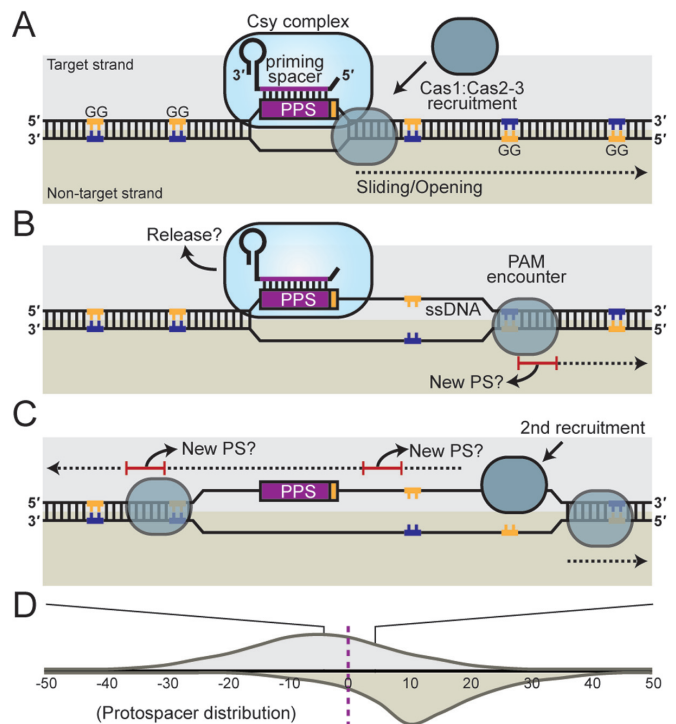 A
Csy complex
Target strand
3′
priming
spacer
5′
Cas1:Cas2-3
recruitment
PPS
GG
GG
5′
3′
3′
5′
GG
GG
Sliding/Opening
Non-target strand
B
Release?
PAM
encounter
PPS
ssDNA
5′
3′
3′
5′
New PS?
C
2nd recruitment
New PS?
New PS?
PPS
5′
3′
3′
5′
D
-50
-40
-30
-20
-10
0
10
20
30
40
50
(Protospacer distribution)